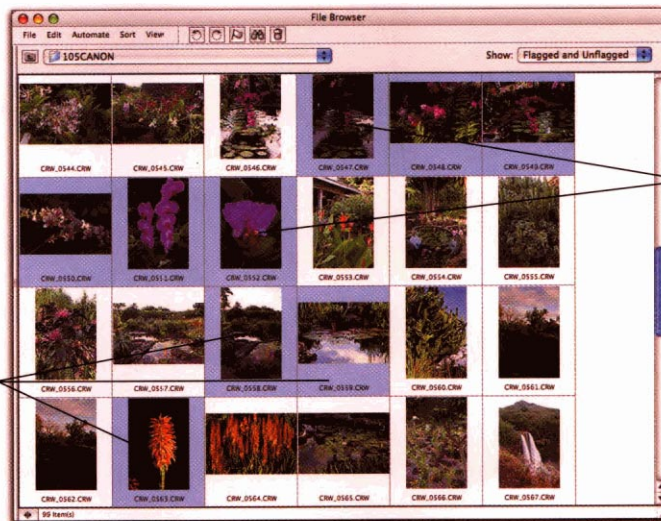 File Browser
File Edit Automate Sort View
105CANON
Show: Flagged and Unflagged
CRW_0544.CRW CRW_0545.CRW CRW_0546.CRW CRW_0547.CRW CRW_0548.CRW CRW_0549.CRW
CRW_0550.CRW CRW_0551.CRW CRW_0552.CRW CRW_0553.CRW CRW_0554.CRW CRW_0555.CRW
CRW_0556.CRW CRW_0557.CRW CRW_0558.CRW CRW_0559.CRW CRW_0560.CRW CRW_0561.CRW
CRW_0562.CRW CRW_0563.CRW CRW_0564.CRW CRW_0565.CRW CRW_0566.CRW CRW_0567.CRW
99 Item(s)